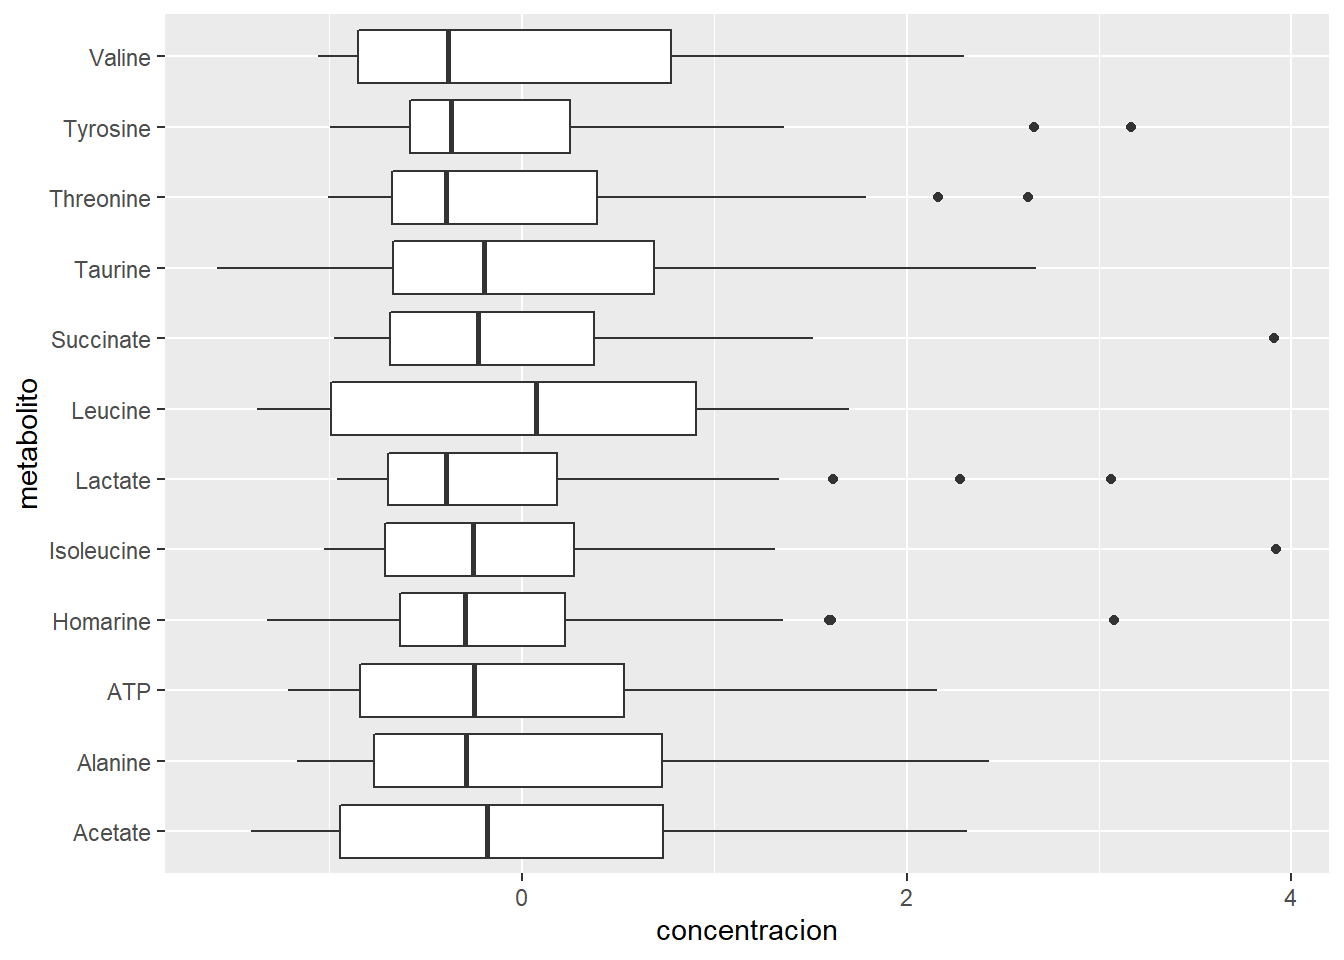 Valine
Tyrosine
Threonine
Taurine
Succinate
Leucine
Lactate
Isoleucine
Homarine
ATP
Alanine
Acetate
metabolito
0 2 4
concentracion